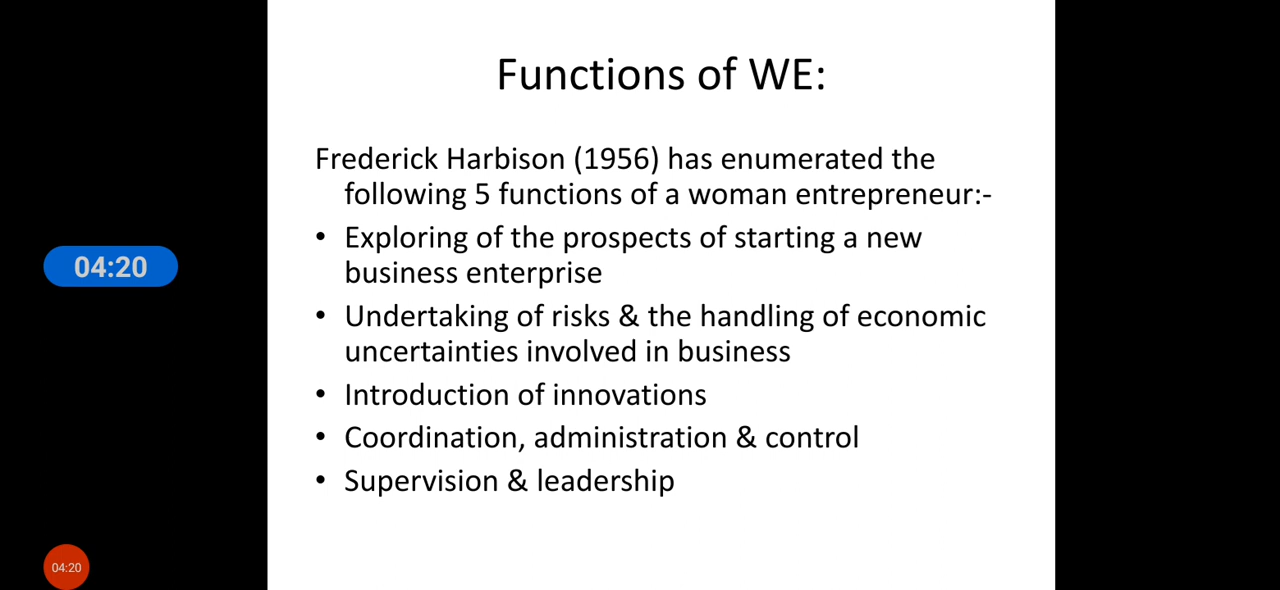 Functions of WE:
Frederick Harbison (1956) has enumerated the
following 5 functions of a woman entrepreneur:-
• Exploring of the prospects of starting a new
business enterprise
• Undertaking of risks & the handling of economic
uncertainties involved in business
• Introduction of innovations
• Coordination, administration & control
• Supervision & leadership
04:20
04:20